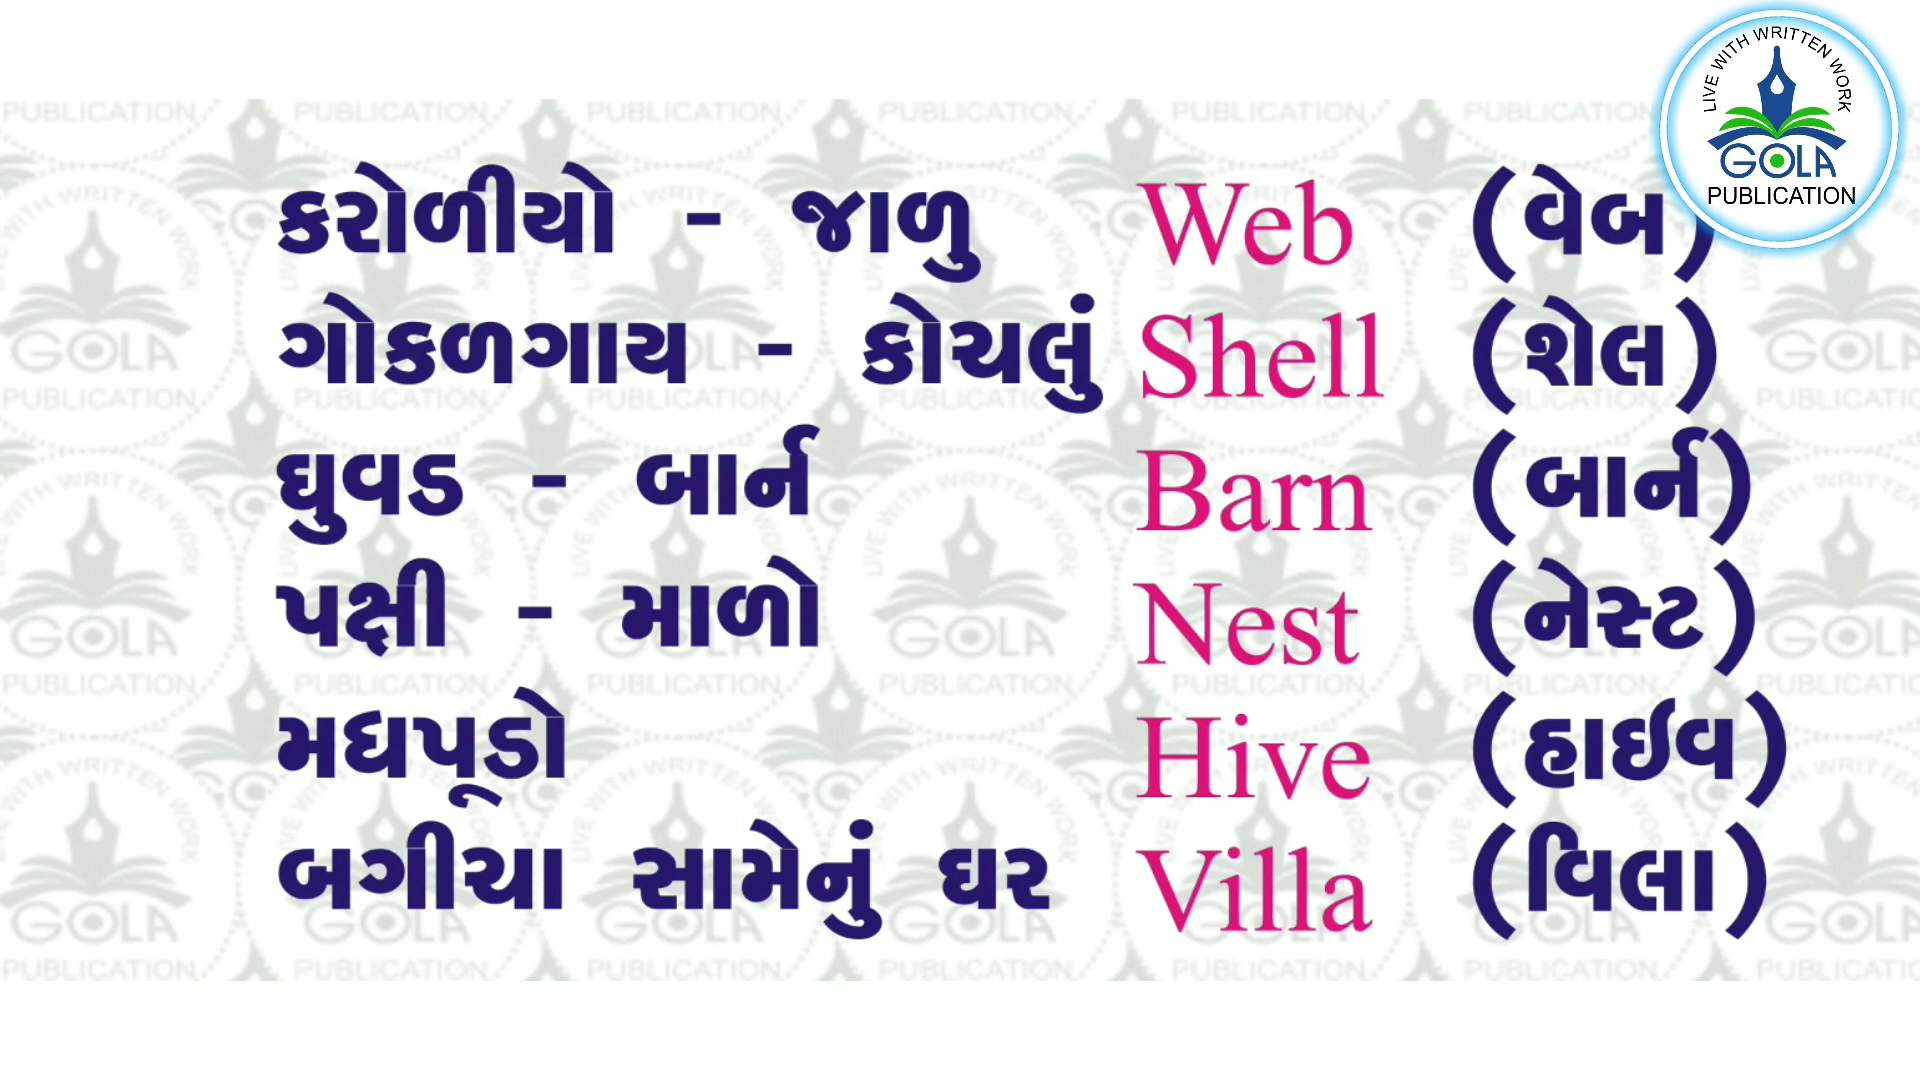 LIVE WITH WRITTEN WORK
GOLA
PUBLICATION
કરોળીયો - જાળુ Web (વેબ)
ગોકળગાય - કોચલું Shell (શેલ)
ઘુવડ - બાર્ન Barn (બાર્ન)
પક્ષી - માળો Nest (નેસ્ટ)
મધપૂડો Hive (હાઇવ)
બગીચા સામેનું ઘર Villa (વિલા)